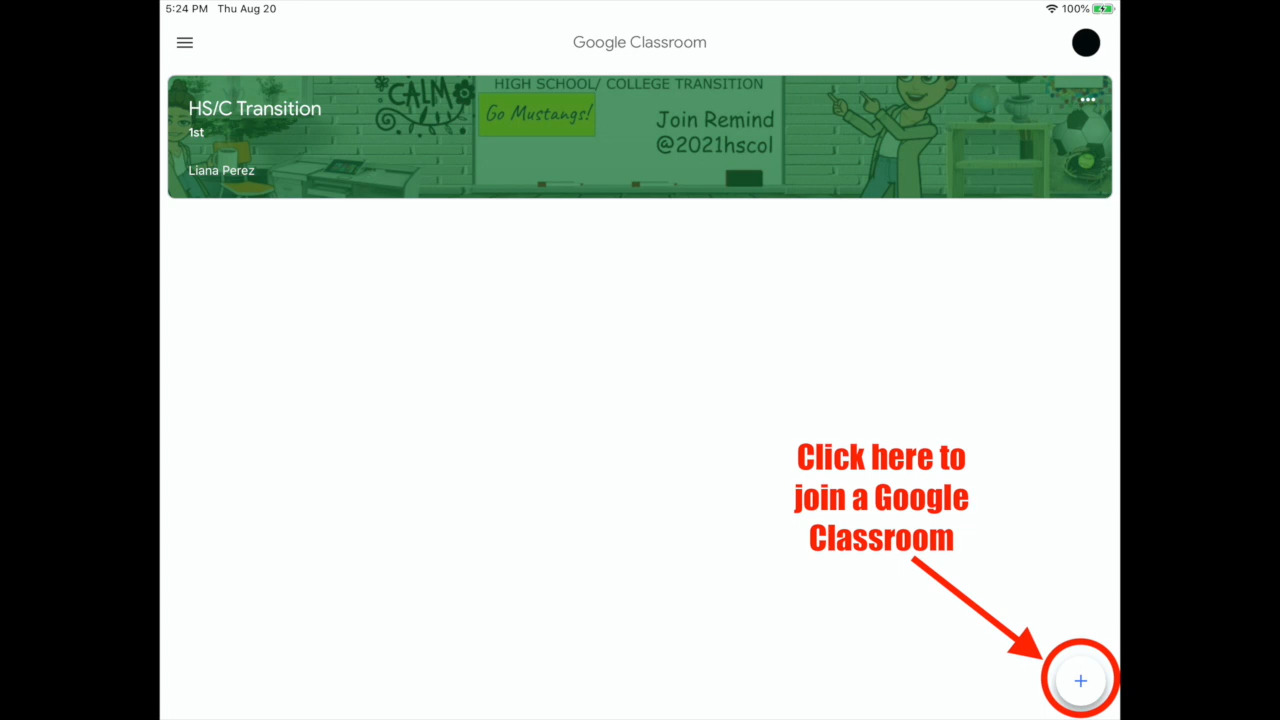 5:24 PM Thu Aug 20
100%
Google Classroom
HS/C Transition
1st
Liana Perez
CALM
HIGH SCHOOL/ COLLEGE TRANSITION
Go Mustangs!
Join Remind
@2021hscol
Click here to
join a Google
Classroom